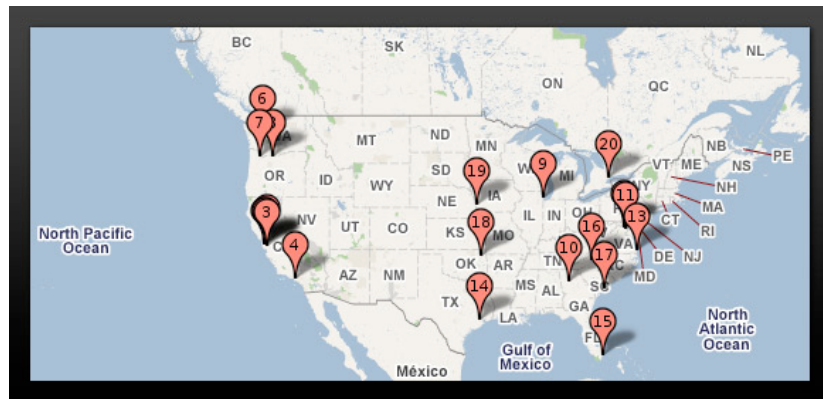 BC
SK
NL
ON
QC
6
7
MT
ND
MN
9
MI
20
VT
ME
NB
NS
PE
OR
ID
WY
SD
19
IA
NY
NH
NE
IL
IN
OH
11
MA
CT
RI
3
NV
UT
CO
KS
18
MO
16
VA
13
DE
NJ
MD
North Pacific
Ocean
4
AZ
NM
OK
AR
TN
10
17
MS
AL
SC
GA
TX
14
LA
15
FL
North
Atlantic
Ocean
Gulf of
Mexico
México